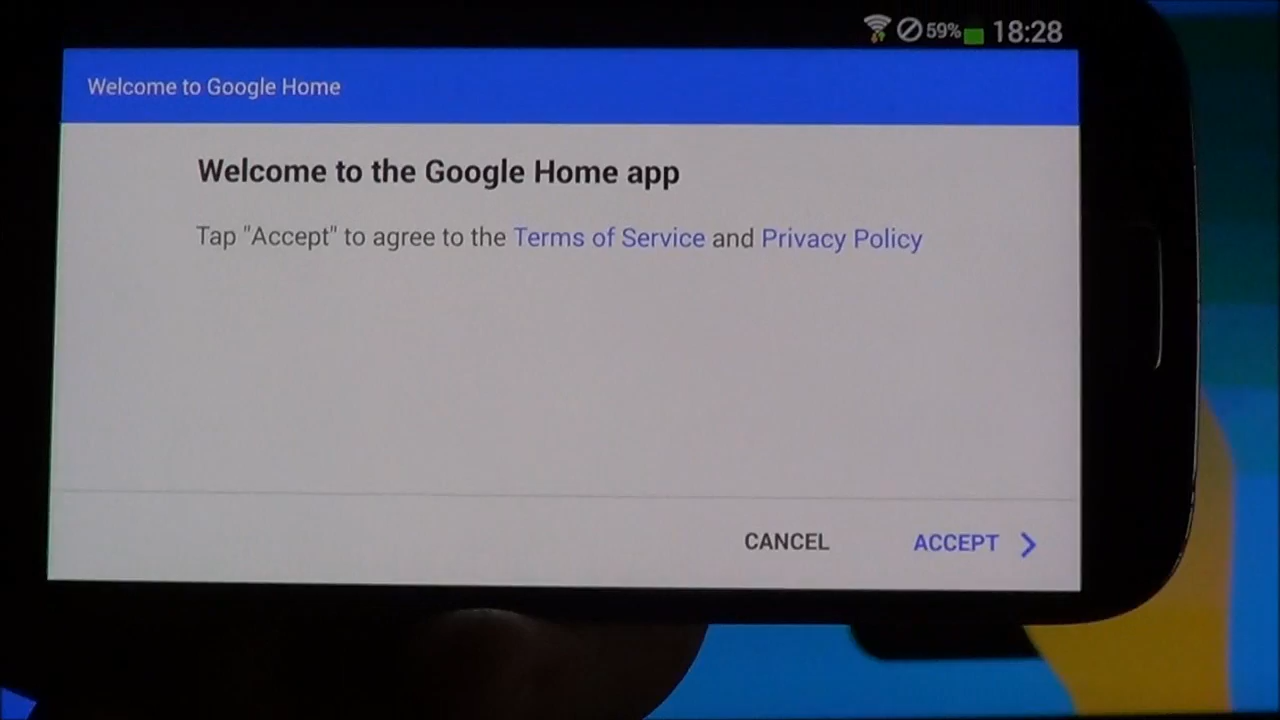 59% 18:28
Welcome to Google Home
Welcome to the Google Home app
Tap "Accept" to agree to the Terms of Service and Privacy Policy
CANCEL ACCEPT